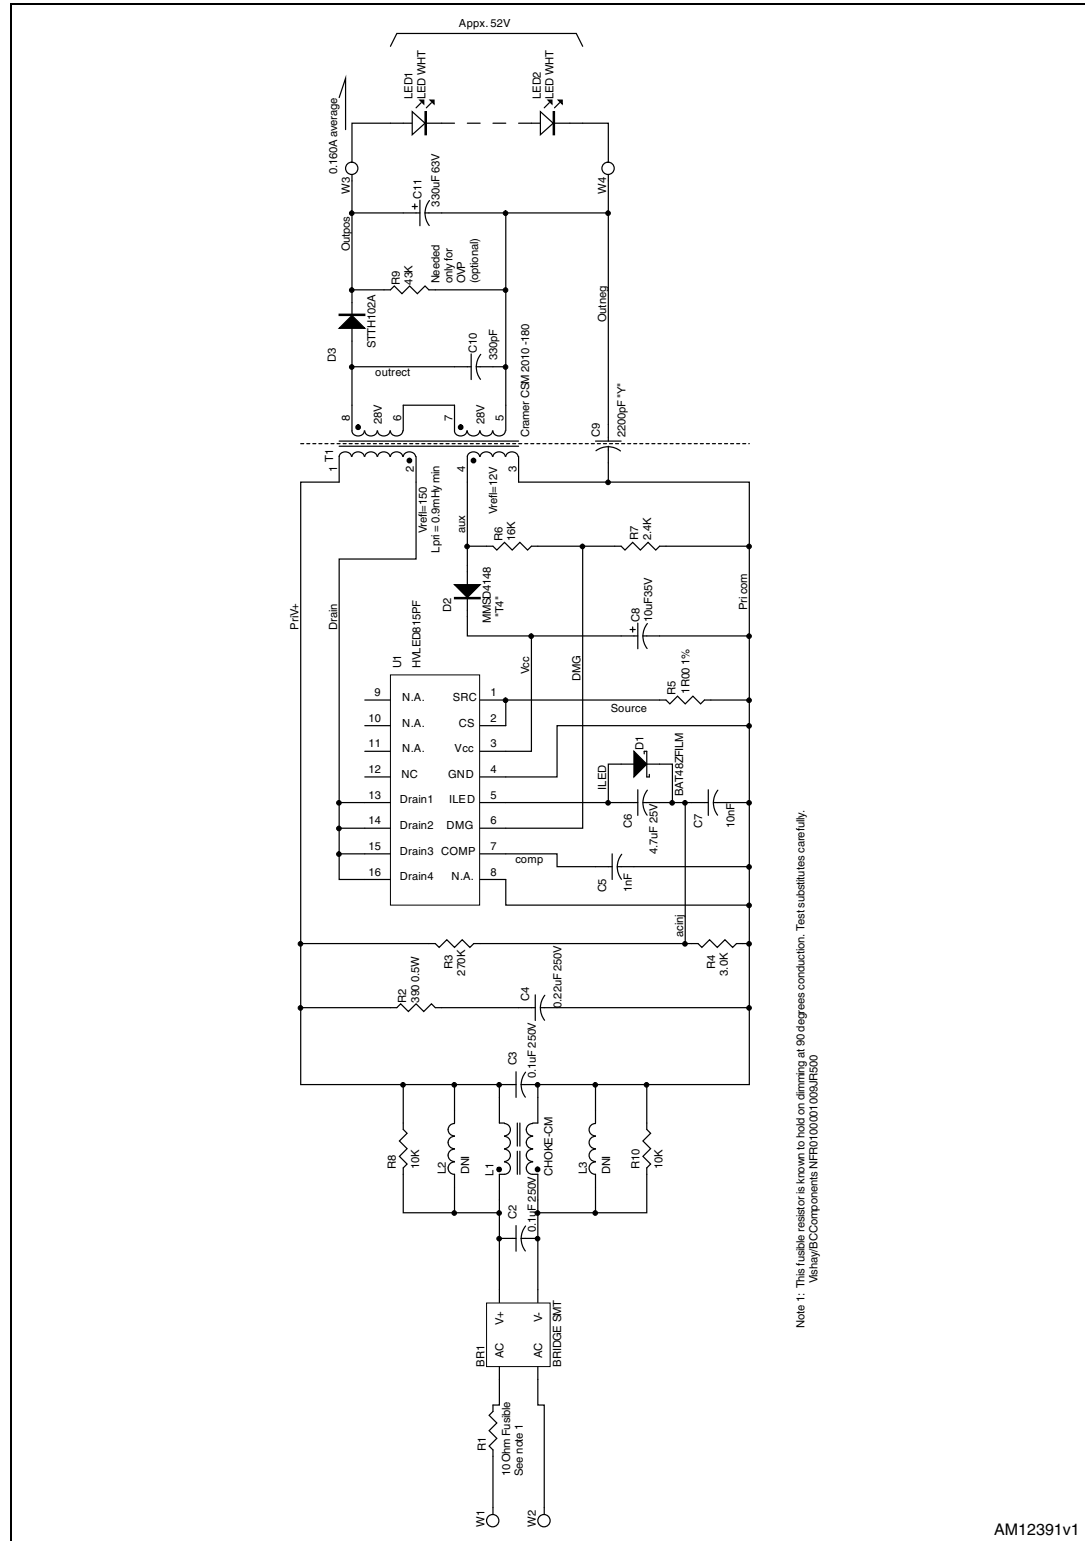 Appx. 52V
0.160A average
LED1
LED WHT
LED2
LED WHT
W3
W4
Outpos
+ C11
330uF 63V
R9
43K
Needed
only for
OVP
(optional)
Outneg
D3
STTH102A
outrect
C10
330pF
Cramer CSM 2010 -180
8
28V
6
7
28V
5
C9
2200pF "Y"
T1
1
2
4
3
Vrefl=150
Lpri = 0.9mHy min
Vrefl=12V
aux
R6
16K
R7
2.4K
PriV+
Drain
D2
MMSD4148
"T4"
Vcc
DMG
+ C8
10uF35V
Pri com
U1
HVLED815PF
9 N.A. SRC 1
10 N.A. CS 2
11 N.A. Vcc 3
12 NC GND 4
13 Drain1 ILED 5
14 Drain2 DMG 6
15 Drain3 COMP 7
16 Drain4 N.A. 8
Source
R5
1R00 1%
ILED
D1
BAT48ZFILM
C6
4.7uF 25V
C7
10nF
comp
C5
1nF
acinj
R3
270K
R4
3.0K
R2
390 0.5W
C4
0.22uF 250V
C3
0.1uF 250V
R8
10K
L2
DNI
L1
CHOKE-CM
L3
DNI
R10
10K
C2
0.1uF 250V
BR1
AC V+
AC V-
BRIDGE SMT
R1
10 Ohm Fusible
See note 1
W1
W2
Note 1: This fusible resistor is known to hold on dimming at 90 degrees conduction. Test substitutes carefully.
AM12391v1